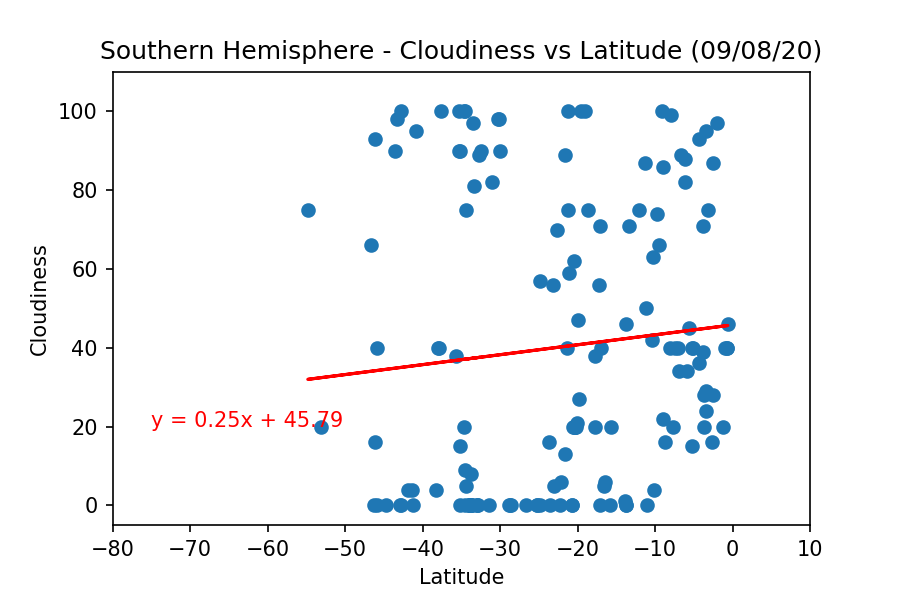 Southern Hemisphere - Cloudiness vs Latitude (09/08/20)
100
80
60
40
20
0
Cloudiness
y = 0.25x + 45.79
−80 −70 −60 −50 −40 −30 −20 −10 0 10
Latitude